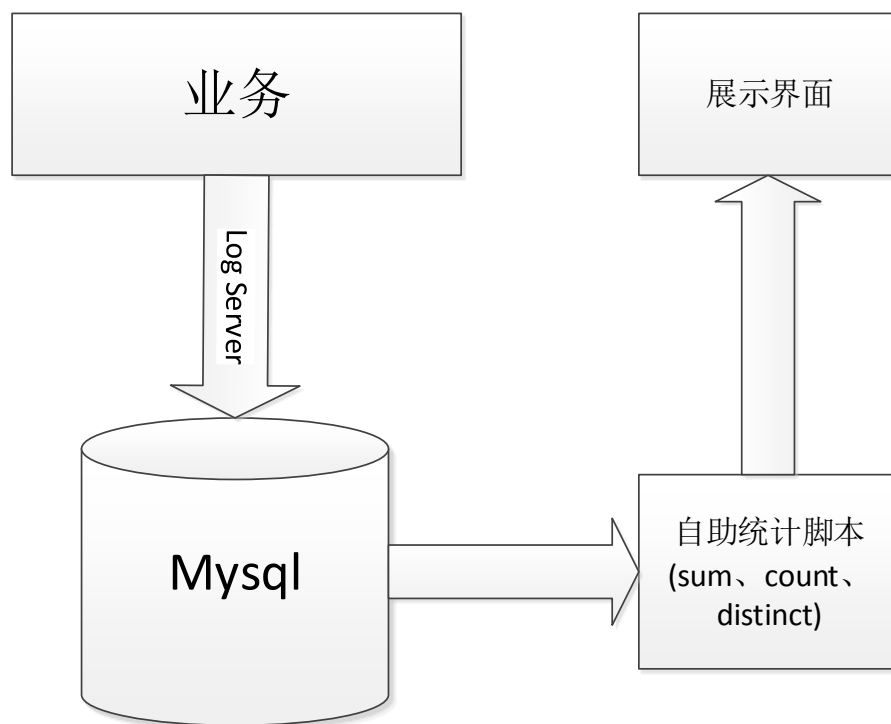 业务
展示界面
Log Server
Mysql
自助统计脚本
(sum、count、
distinct)